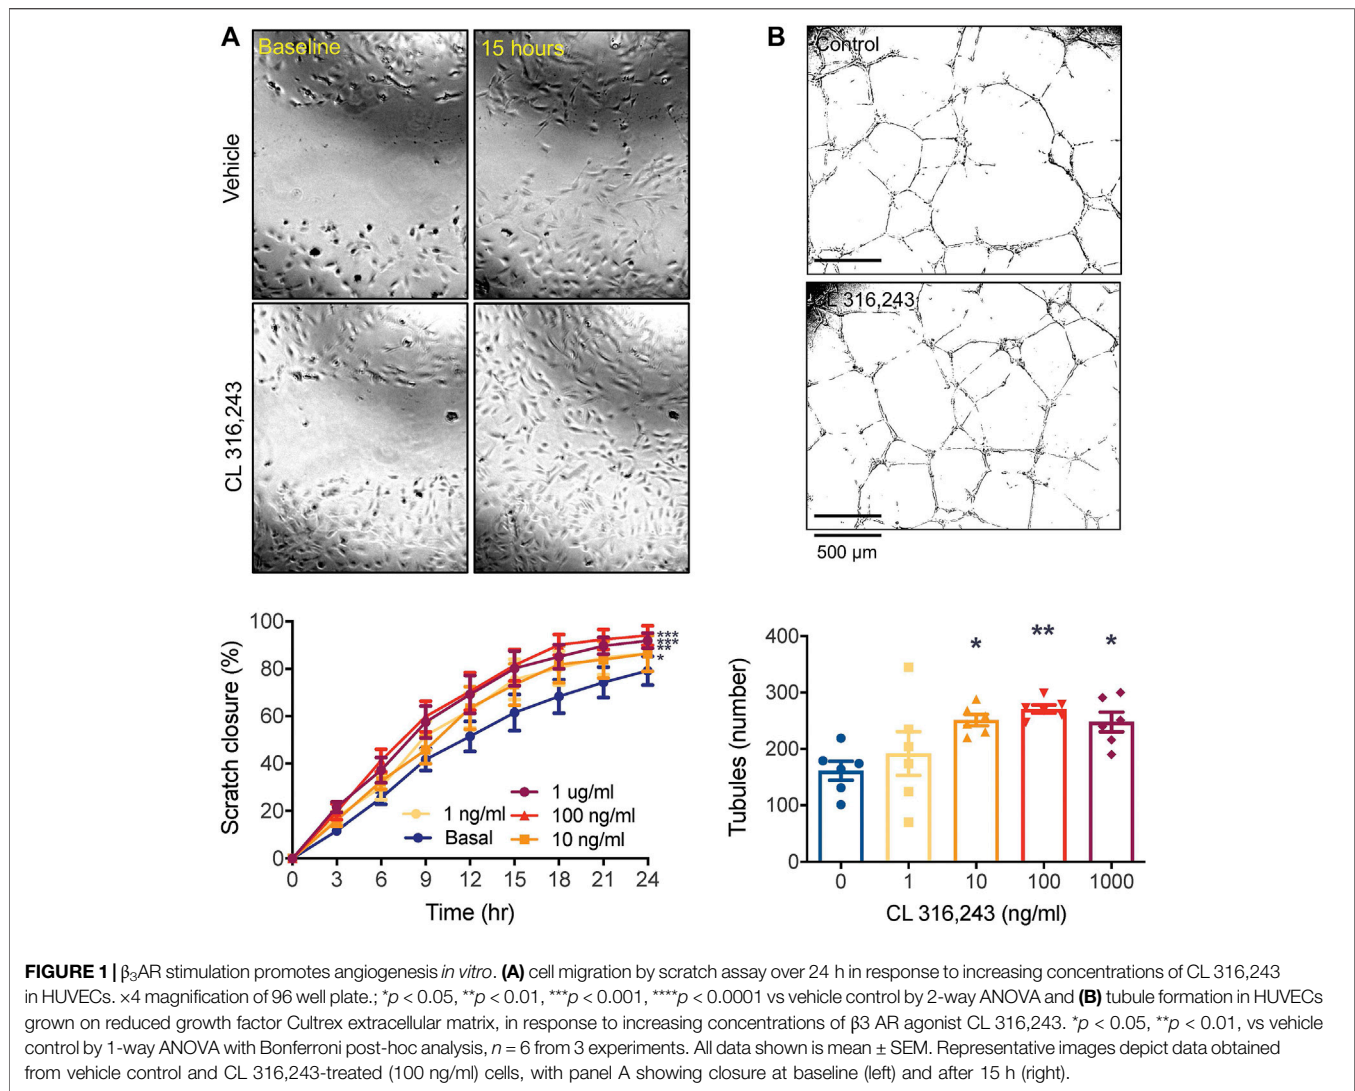 A
Baseline
15 hours
Vehicle
CL 316,243
B
Control
CL 316,243
500 µm
Scratch closure (%)
100
80
60
40
20
0
***
***
**
*
1 ng/ml
Basal
1 ug/ml
100 ng/ml
10 ng/ml
0 3 6 9 12 15 18 21 24
Time (hr)
Tubules (number)
400
300
200
100
0
*
**
*
0 1 10 100 1000
CL 316,243 (ng/ml)
FIGURE 1 | β₃AR stimulation promotes angiogenesis in vitro. (A) cell migration by scratch assay over 24 h in response to increasing concentrations of CL 316,243
in HUVECs. ×4 magnification of 96 well plate.; *p < 0.05, **p < 0.01, ***p < 0.001, ****p < 0.0001 vs vehicle control by 2-way ANOVA and (B) tubule formation in HUVECs
grown on reduced growth factor Cultrex extracellular matrix, in response to increasing concentrations of β3 AR agonist CL 316,243. *p < 0.05, **p < 0.01, vs vehicle
control by 1-way ANOVA with Bonferroni post-hoc analysis, n = 6 from 3 experiments. All data shown is mean ± SEM. Representative images depict data obtained
from vehicle control and CL 316,243-treated (100 ng/ml) cells, with panel A showing closure at baseline (left) and after 15 h (right).